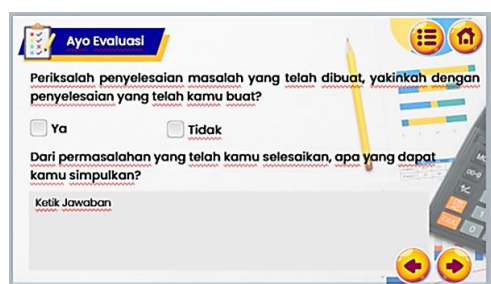 Ayo Evaluasi
Periksalah penyelesaian masalah yang telah dibuat, yakinkah dengan
penyelesaian yang telah kamu buat?
Ya
Tidak
Dari permasalahan yang telah kamu selesaikan, apa yang dapat
kamu simpulkan?
Ketik Jawaban